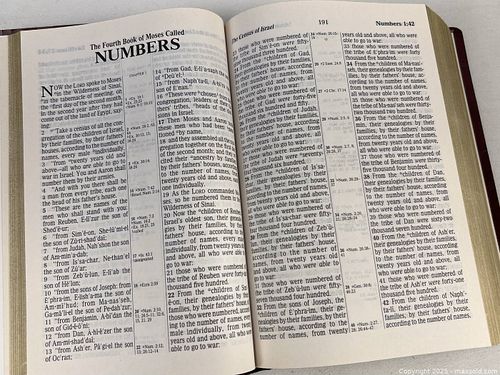 The Fourth Book of Moses Called
NUMBERS
NOW the LORD spoke to Moses
in the Wilderness of Sinai,
in the tabernacle of meeting, on
the first day of the second month,
in the second year after they had
come out of the land of Egypt, say-
ing:
2 "Take a census of all the con-
gregation of the children of Israel,
by their families, by their fathers'
houses, according to the number
of names, every male individually,
3 "from twenty years old and
above—all who are able to go to
war in Israel. You and Aaron shall
number them by their armies.
4 "And with you there shall be
a man from every tribe, each one
the head of his father's house.
5 "These are the names of the
men who shall stand with you:
from Reuben, E·li'zur the son of
Shed'e·ur;
6 "from Sim'e·on, She·lu'mi·el
the son of Zu·ri·shad'dai;
7 "from Judah, Nah'shon the
son of Am·min'a·dab;
8 "from Is'sa·char, Ne·than'el
the son of Zu'ar;
9 "from Zeb'u·lun, E·li'ab the
son of He'lon;
10 "from the sons of Joseph: from
E'phra·im, E·lish'a·ma the son of
Am·mi'hud; from Ma·nas'seh,
Ga·ma'li·el the son of Pe·dah'zur;
11 "from Benjamin, A·bi'dan the
son of Gid·e·o'ni;
12 "from Dan, A·hi·e'zer the son
of Am·mi·shad'dai;
13 "from Ash'er, Pa'gi·el the son
of Oc'ran;
CHAPTER 1
14 "from Gad, E·li'a·saph the son
of De·u'el;
15 "from Naph'ta·li, A·hi'ra the
son of E'nan."
16 These were chosen from the
congregation, leaders of their fa-
thers' tribes, heads of the divi-
sions in Israel.
17 Then Moses and Aaron took
these men who had been men-
tioned by name,
18 and they assembled all the con-
gregation together on the first day
of the second month; and they re-
cited their ancestry by families, by
their fathers' houses, according to
the number of names, from twenty
years old and above, each one indi-
vidually.
19 As the LORD commanded Mo-
ses, so he numbered them in the
Wilderness of Sinai.
20 Now the children of Reuben,
Israel's oldest son, their genealo-
gies by their families, by their
fathers' house, according to the
number of names, every male in-
dividually, from twenty years old
and above, all who were able to
go to war:
21 those who were numbered of
the tribe of Reuben were forty-six
thousand five hundred.
22 From the children of Sim'e·on,
their genealogies by their families,
by their fathers' house, of those
who were numbered, according to
the number of names, every
male individually, from twenty
years old and above, all who were
able to go to war:
The Census of Israel
191
Numbers 1:42
23 those who were numbered of
the tribe of Sim'e·on were fifty-
nine thousand three hundred.
24 From the children of Gad,
their genealogies by their families,
by their fathers' house, according
to the number of names, from
twenty years old and above, all
who were able to go to war:
25 those who were numbered of
the tribe of Gad were forty-five
thousand six hundred and fifty.
26 From the children of Judah,
their genealogies by their families,
by their fathers' house, according
to the number of names, from
twenty years old and above, all
who were able to go to war:
27 those who were numbered of
the tribe of Judah were seventy-
four thousand six hundred.
28 From the children of Is'sa-
char, their genealogies by their
families, by their fathers' house,
according to the number of names,
from twenty years old and above,
all who were able to go to war:
29 those who were numbered of
the tribe of Is'sa·char were fifty-
four thousand four hundred.
30 From the children of Zeb'u-
lun, their genealogies by their
families, by their fathers' house,
according to the number of names,
from twenty years old and above,
all who were able to go to war:
31 those who were numbered of
the tribe of Zeb'u·lun were fifty-
seven thousand four hundred.
32 From the sons of Joseph, the
children of E'phra·im, their gene-
alogies by their families, by their
fathers' house, according to the
number of names, from twenty
years old and above, all who were
able to go to war:
33 those who were numbered of
the tribe of E'phra·im were forty
thousand five hundred.
34 From the children of Ma·nas'-
seh, their genealogies by their fami-
lies, by their fathers' house, accord-
ing to the number of names, from
twenty years old and above, all who
were able to go to war:
35 those who were numbered of
the tribe of Ma·nas'seh were thirty-
two thousand two hundred.
36 From the children of Benja-
min, their genealogies by their
families, by their fathers' house,
according to the number of names,
from twenty years old and above,
all who were able to go to war:
37 those who were numbered of
the tribe of Benjamin were thirty-
five thousand four hundred.
38 From the children of Dan,
their genealogies by their families,
by their fathers' house, according
to the number of names, from
twenty years old and above, all
who were able to go to war:
39 those who were numbered of
the tribe of Dan were sixty-two
thousand seven hundred.
40 From the children of Ash'er,
their genealogies by their families,
by their fathers' house, according
to the number of names, from
twenty years old and above, all
who were able to go to war:
41 those who were numbered of
the tribe of Ash'er were forty-one
thousand five hundred.
42 From the children of Naph'-
ta·li, their genealogies by their
families, by their fathers' house,
according to the number of names,
Copyright 2025 - maxsold.com